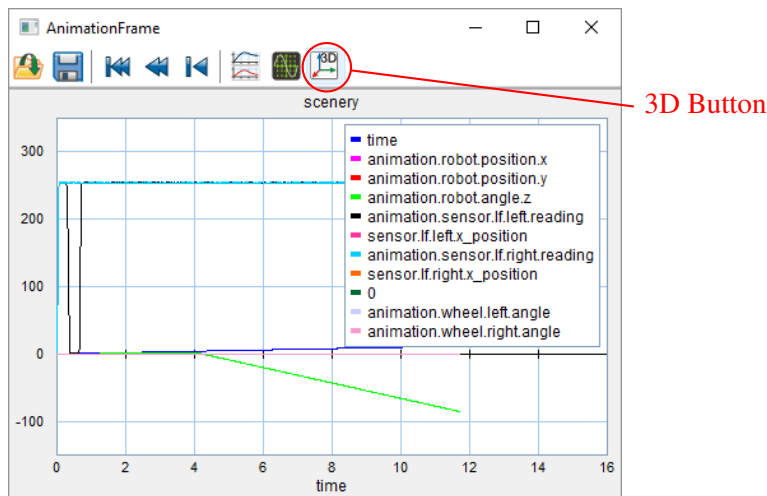 AnimationFrame
3D
3D Button
scenery
300
200
100
0
-100
time
animation.robot.position.x
animation.robot.position.y
animation.robot.angle.z
animation.sensor.lf.left.reading
sensor.lf.left.x_position
animation.sensor.lf.right.reading
sensor.lf.right.x_position
0
animation.wheel.left.angle
animation.wheel.right.angle
0 2 4 6 8 10 12 14 16
time